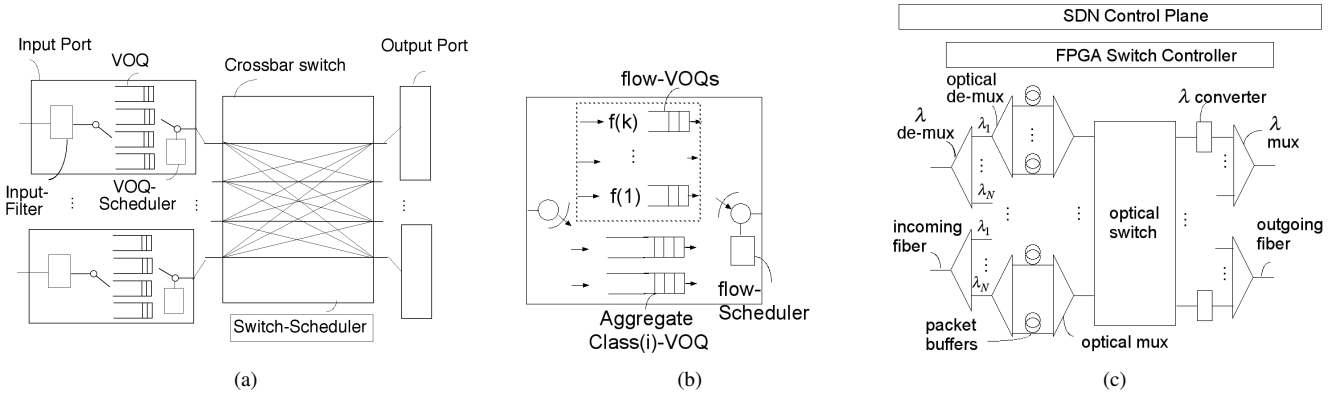 Input Port
VOQ
Input-
Filter
VOQ-
Scheduler
Crossbar switch
Output Port
Switch-Scheduler
(a)
flow-VOQs
f(k)
f(1)
flow-
Scheduler
Aggregate
Class(i)-VOQ
(b)
SDN Control Plane
FPGA Switch Controller
optical
de-mux
λ
de-mux
λ1
λN
incoming
fiber
λ1
λN
packet
buffers
optical mux
optical
switch
λ converter
λ
mux
outgoing
fiber
(c)